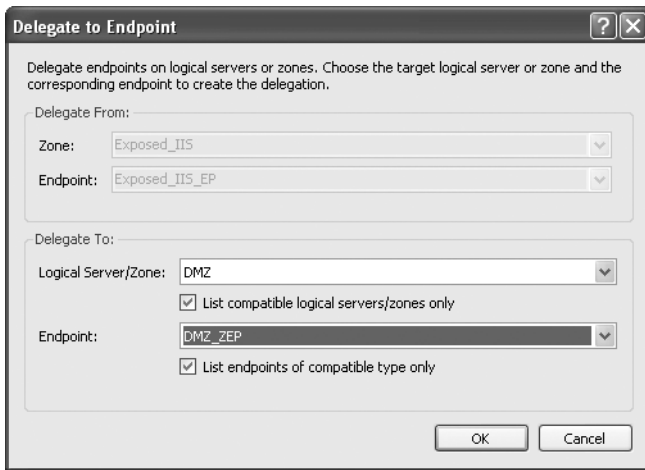 Delegate to Endpoint
Delegate endpoints on logical servers or zones. Choose the target logical server or zone and the
corresponding endpoint to create the delegation.
Delegate From:
Zone: Exposed_IIS
Endpoint: Exposed_IIS_EP
Delegate To:
Logical Server/Zone: DMZ
List compatible logical servers/zones only
Endpoint: DMZ_ZEP
List endpoints of compatible type only
OK Cancel